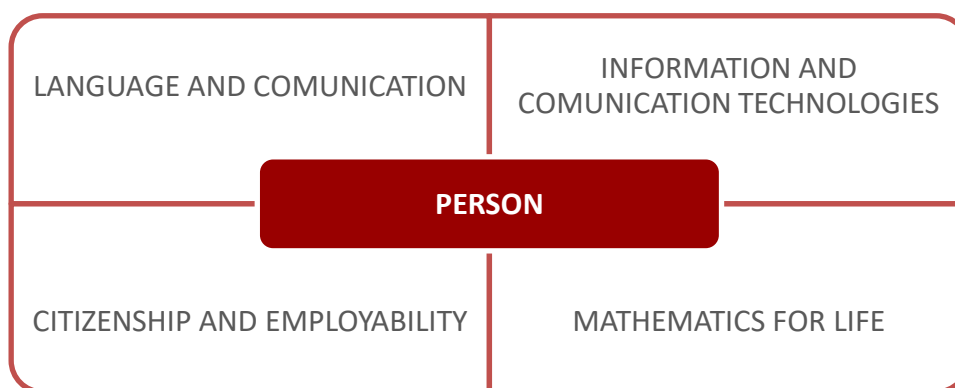 LANGUAGE AND COMUNICATION
INFORMATION AND
COMUNICATION TECHNOLOGIES
PERSON
CITIZENSHIP AND EMPLOYABILITY
MATHEMATICS FOR LIFE